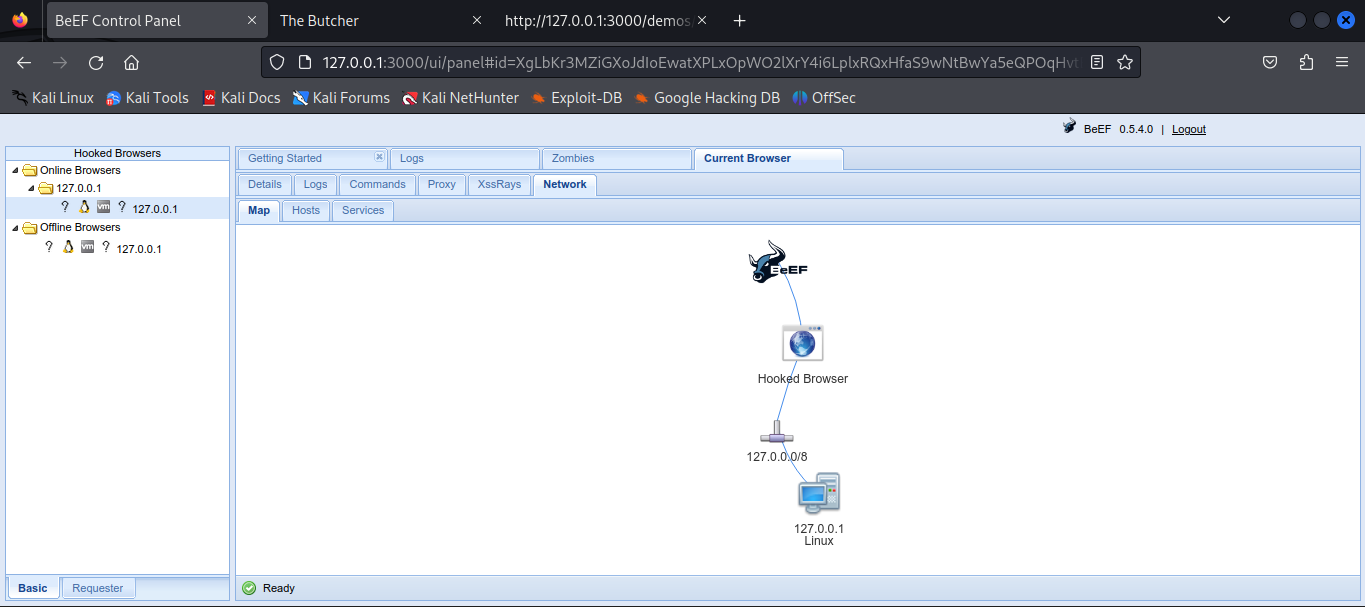 BeEF Control Panel
The Butcher
http://127.0.0.1:3000/demos
127.0.0.1:3000/ui/panel#id=XgLbKr3MZiGXoJdIoEwatXPLxOpWO2lXrY4i6LplxRQxHfaS9wNtBwYa5eQPOqHvt
Kali Linux Kali Tools Kali Docs Kali Forums Kali NetHunter Exploit-DB Google Hacking DB OffSec
BeEF 0.5.4.0 | Logout
Hooked Browsers
Online Browsers
127.0.0.1
? vm ? 127.0.0.1
Offline Browsers
? vm ? 127.0.0.1
Basic Requester
Getting Started Logs Zombies Current Browser
Details Logs Commands Proxy XssRays Network
Map Hosts Services
BeEF
Hooked Browser
127.0.0.0/8
127.0.0.1
Linux
Ready